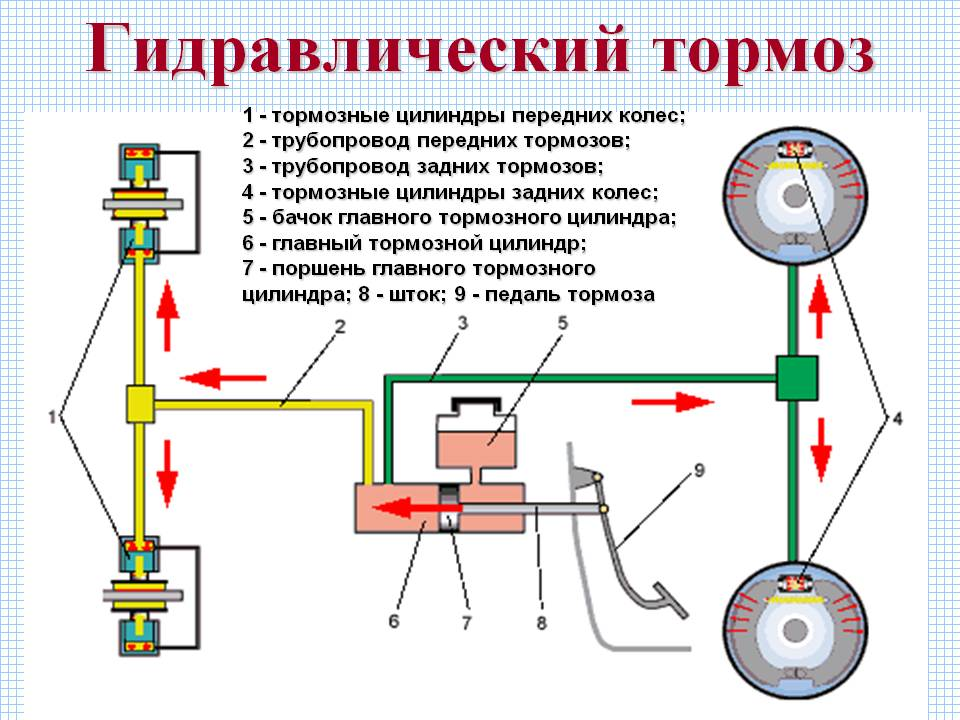 Гидравлический тормоз
1 - тормозные цилиндры передних колес;
2 - трубопровод передних тормозов;
3 - трубопровод задних тормозов;
4 - тормозные цилиндры задних колес;
5 - бачок главного тормозного цилиндра;
6 - главный тормозной цилиндр;
7 - поршень главного тормозного
цилиндра; 8 - шток; 9 - педаль тормоза
2
3
5
1
4
9
6
7
8